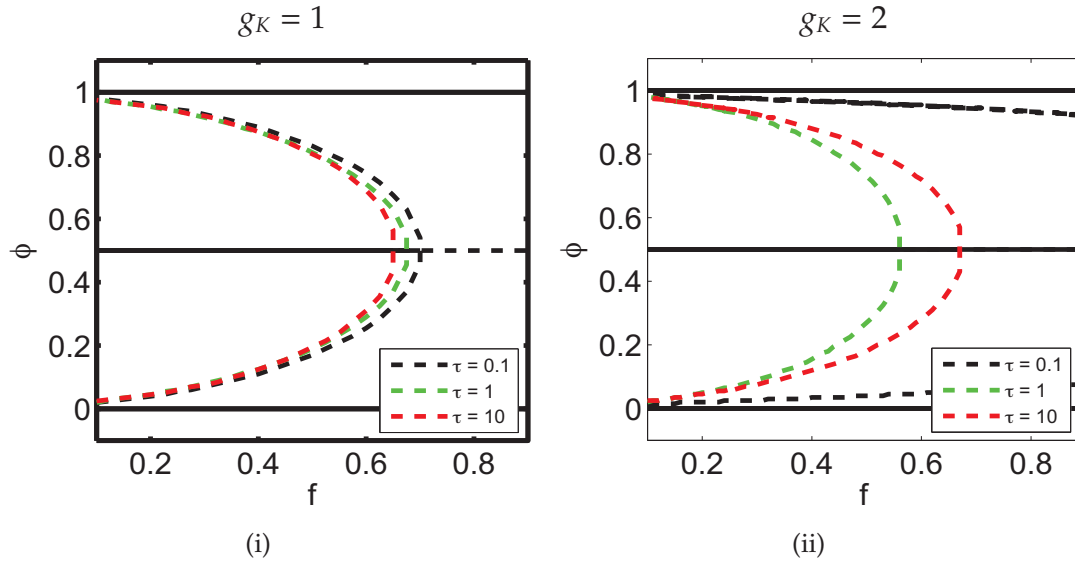 g_K = 1
1
0.8
0.6
ϕ
0.4
0.2
0
0.2 0.4 0.6 0.8
f
τ = 0.1
τ = 1
τ = 10
(i)
g_K = 2
1
0.8
0.6
ϕ
0.4
0.2
0
0.2 0.4 0.6 0.8
f
τ = 0.1
τ = 1
τ = 10
(ii)